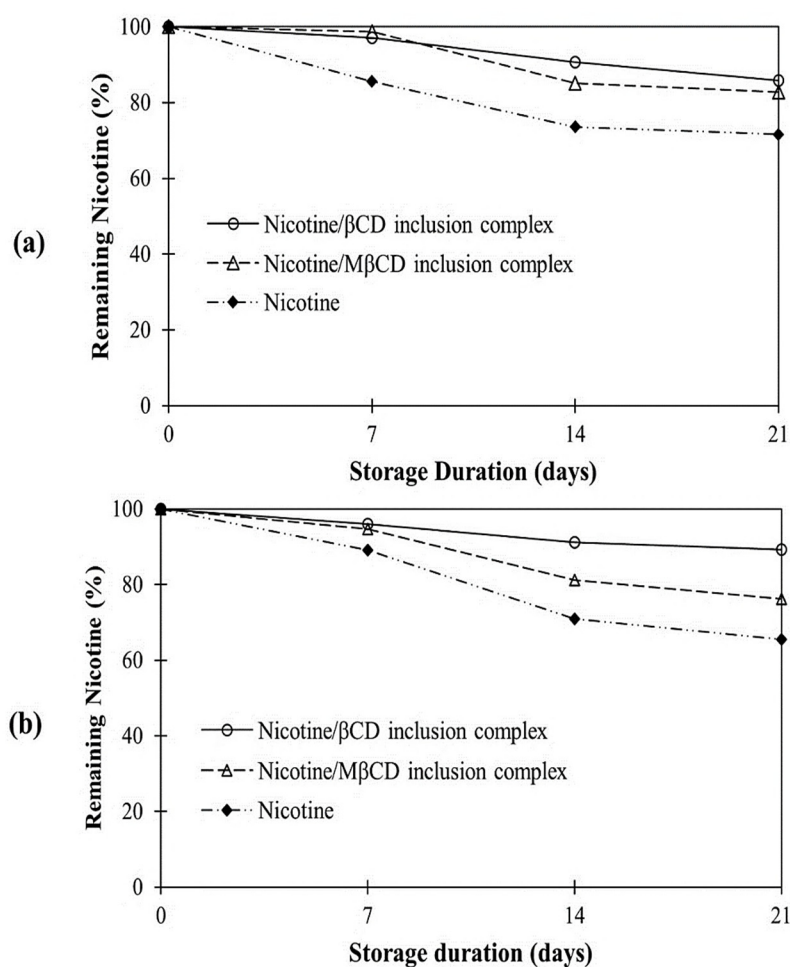 (a)
Remaining Nicotine (%)
100
80
60
40
20
0
Nicotine/βCD inclusion complex
Nicotine/MβCD inclusion complex
Nicotine
0 7 14 21
Storage Duration (days)
(b)
Remaining Nicotine (%)
100
80
60
40
20
0
Nicotine/βCD inclusion complex
Nicotine/MβCD inclusion complex
Nicotine
0 7 14 21
Storage duration (days)